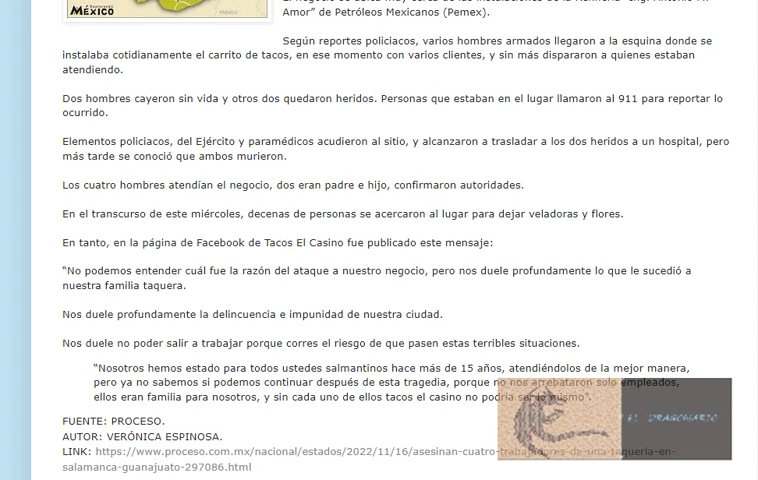 MÉXICO
MÉXICO
Amor” de Petróleos Mexicanos (Pemex).
Según reportes policiacos, varios hombres armados llegaron a la esquina donde se
instalaba cotidianamente el carrito de tacos, en ese momento con varios clientes, y sin más dispararon a quienes estaban
atendiendo.
Dos hombres cayeron sin vida y otros dos quedaron heridos. Personas que estaban en el lugar llamaron al 911 para reportar lo
ocurrido.
Elementos policiacos, del Ejército y paramédicos acudieron al sitio, y alcanzaron a trasladar a los dos heridos a un hospital, pero
más tarde se conoció que ambos murieron.
Los cuatro hombres atendían el negocio, dos eran padre e hijo, confirmaron autoridades.
En el transcurso de este miércoles, decenas de personas se acercaron al lugar para dejar veladoras y flores.
En tanto, en la página de Facebook de Tacos El Casino fue publicado este mensaje:
“No podemos entender cuál fue la razón del ataque a nuestro negocio, pero nos duele profundamente lo que le sucedió a
nuestra familia taquera.
Nos duele profundamente la delincuencia e impunidad de nuestra ciudad.
Nos duele no poder salir a trabajar porque corres el riesgo de que pasen estas terribles situaciones.
“Nosotros hemos estado para todos ustedes salmantinos hace más de 15 años, atendiéndolos de la mejor manera,
pero ya no sabemos si podemos continuar después de esta tragedia, porque no nos arrebataron solo empleados,
ellos eran familia para nosotros, y sin cada uno de ellos tacos el casino no podría ser lo mismo”.
EL DRAGONARIO
FUENTE: PROCESO.
AUTOR: VERÓNICA ESPINOSA.
LINK: https://www.proceso.com.mx/nacional/estados/2022/11/16/asesinan-cuatro-trabajadores-de-una-taqueria-en-
salamanca-guanajuato-297086.html